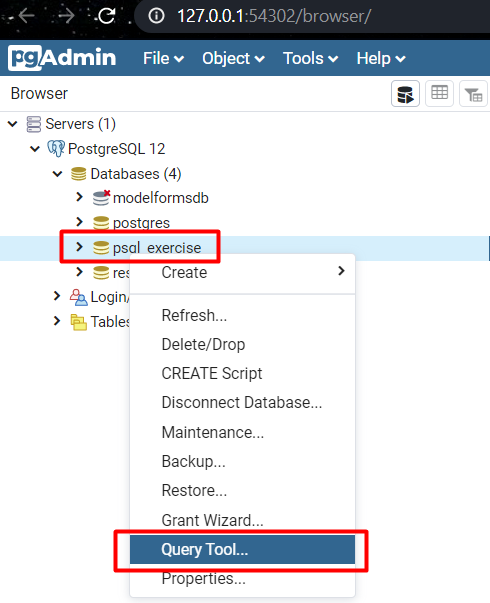 127.0.0.1:54302/browser/
pgAdmin File Object Tools Help
Browser
Servers (1)
PostgreSQL 12
Databases (4)
modelformsdb
postgres
psql_exercise
res
Login/
Tables
Create
Refresh...
Delete/Drop
CREATE Script
Disconnect Database...
Maintenance...
Backup...
Restore...
Grant Wizard...
Query Tool...
Properties...